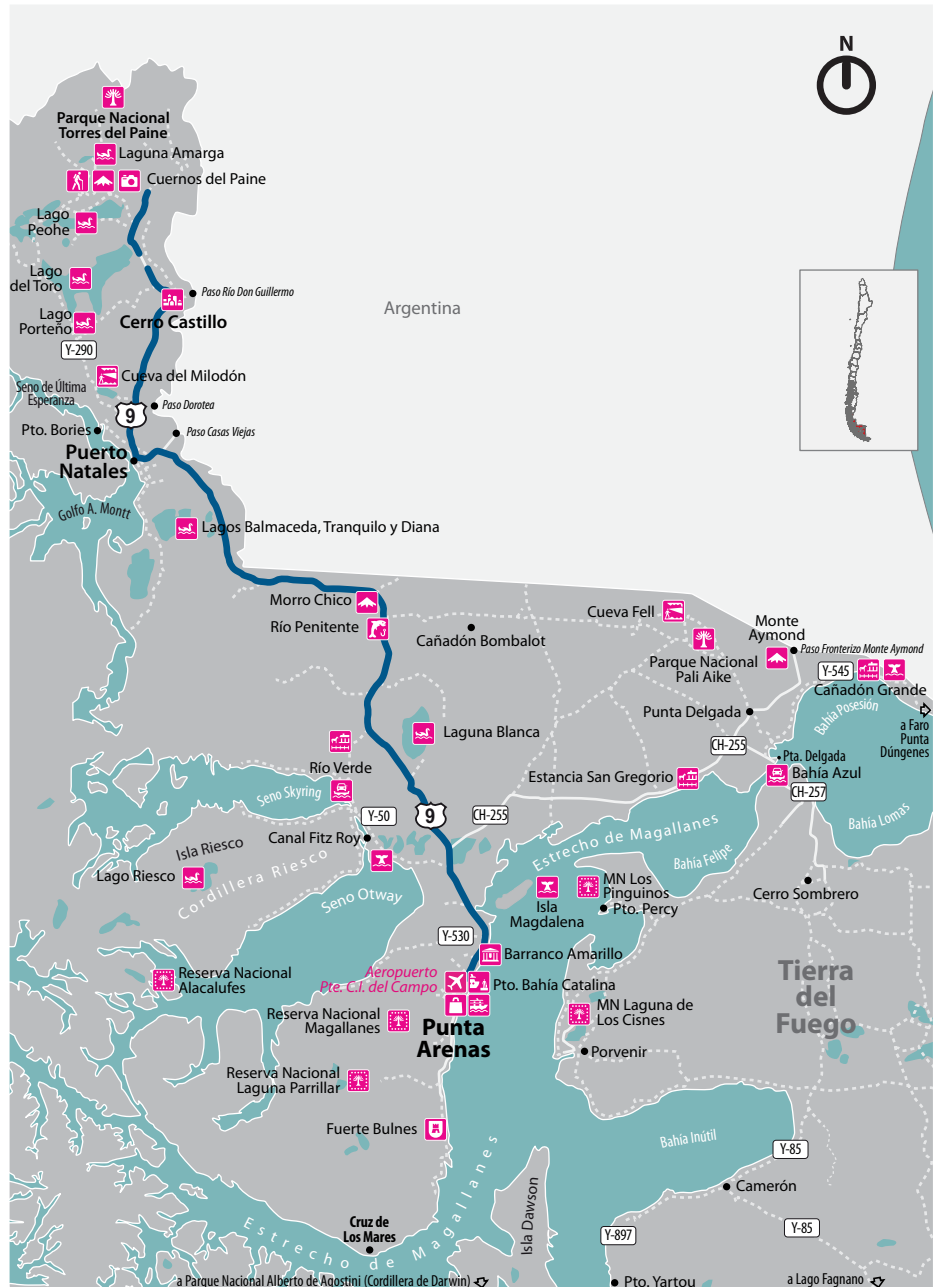 N
Parque Nacional
Torres del Paine
Laguna Amarga
Cuernos del Paine
Lago
Peohe
Lago
del Toro
Paso Río Don Guillermo
Argentina
Lago
Porteño
Cerro Castillo
Y-290
Cueva del Milodón
Seno de Última
Esperanza
9
Paso Dorotea
Pto. Bories
Paso Casas Viejas
Puerto
Natales
Golfo A. Montt
Lagos Balmaceda, Tranquilo y Diana
Morro Chico
Río Penitente
Cañadón Bombalot
Cueva Fell
Monte
Aymond
Paso Fronterizo Monte Aymond
Parque Nacional
Pali Aike
Y-545
Cañadón Grande
Punta Delgada
Bahía Posesión
a Faro
Punta
Dúngenes
Laguna Blanca
CH-255
Pta. Delgada
Río Verde
Estancia San Gregorio
Bahía Azul
Seno Skyring
CH-257
Y-50
9
CH-255
Estrecho de Magallanes
Bahía Lomas
Canal Fitz Roy
Isla Riesco
Bahía Felipe
Lago Riesco
Cordillera Riesco
Seno Otway
Isla
Magdalena
MN Los
Pinguinos
Pto. Percy
Cerro Sombrero
Y-530
Barranco Amarillo
Reserva Nacional
Alacalufes
Aeropuerto
Pte. C.I. del Campo
Pto. Bahía Catalina
Tierra
del
Fuego
Reserva Nacional
Magallanes
Punta
Arenas
MN Laguna de
Los Cisnes
Porvenir
Reserva Nacional
Laguna Parrillar
Fuerte Bulnes
Bahía Inútil
Y-85
Camerón
Isla Dawson
Cruz de
Los Mares
Estrecho de Magallanes
Y-897
Y-85
a Parque Nacional Alberto de Agostini (Cordillera de Darwin)
Pto. Yartou
a Lago Fagnano